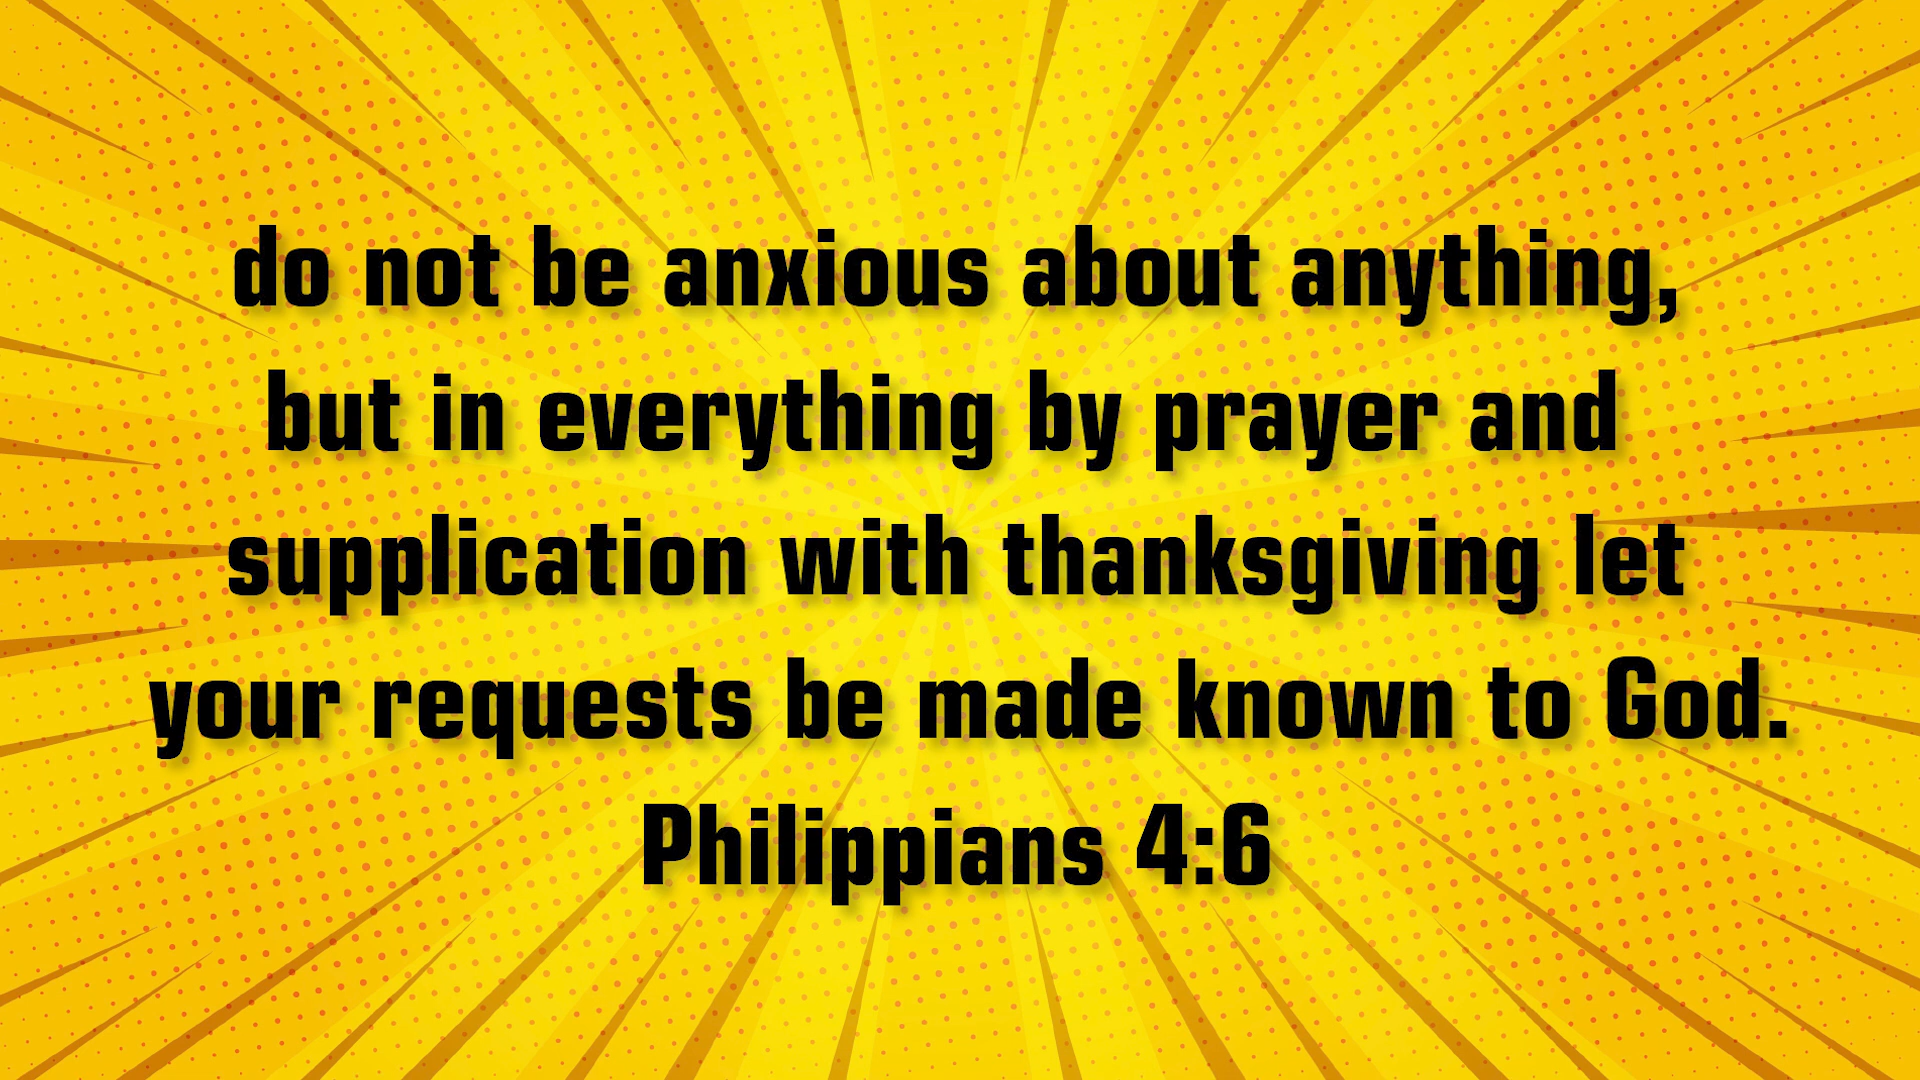 do not be anxious about anything,
but in everything by prayer and
supplication with thanksgiving let
your requests be made known to God.
Philippians 4:6